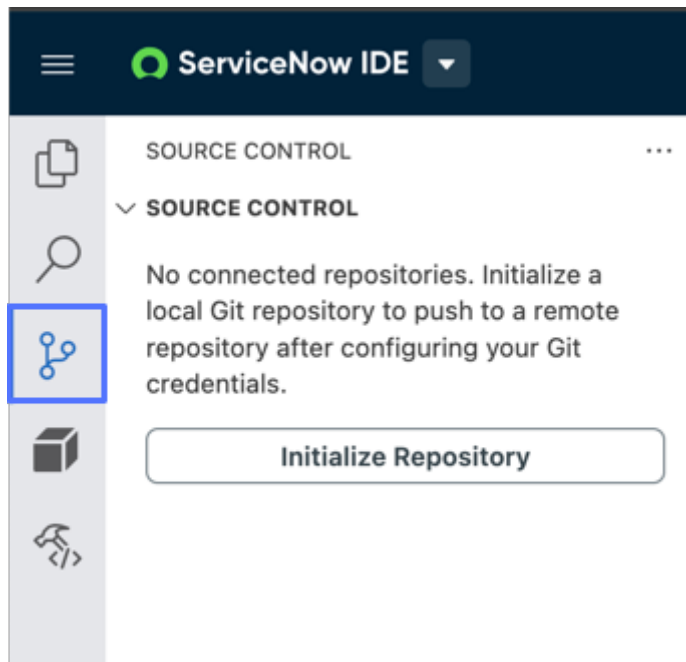 ServiceNow IDE
SOURCE CONTROL
SOURCE CONTROL
No connected repositories. Initialize a
local Git repository to push to a remote
repository after configuring your Git
credentials.
Initialize Repository